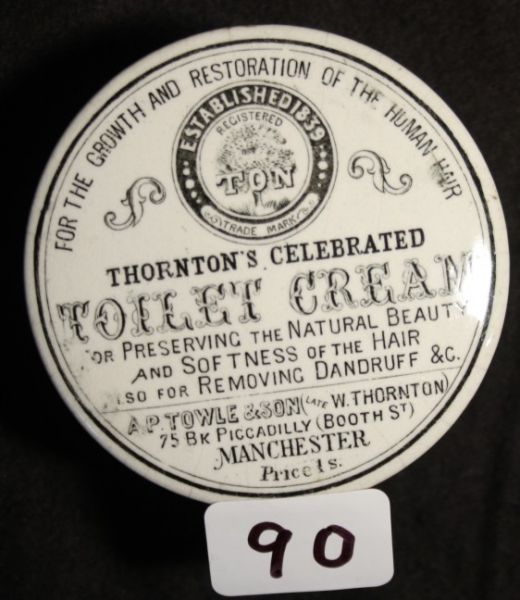 FOR THE GROWTH AND RESTORATION OF THE HUMAN HAIR
ESTABLISHED 1839
REGISTERED
TON
TRADE MARK
THORNTON'S CELEBRATED
TOILET CREAM
OR PRESERVING THE NATURAL BEAUTY
AND SOFTNESS OF THE HAIR
LSO FOR REMOVING DANDRUFF &C.
A.P. TOWLE & SON (LATE W. THORNTON)
75 BK PICCADILLY (BOOTH ST)
MANCHESTER
Price 1s.
90